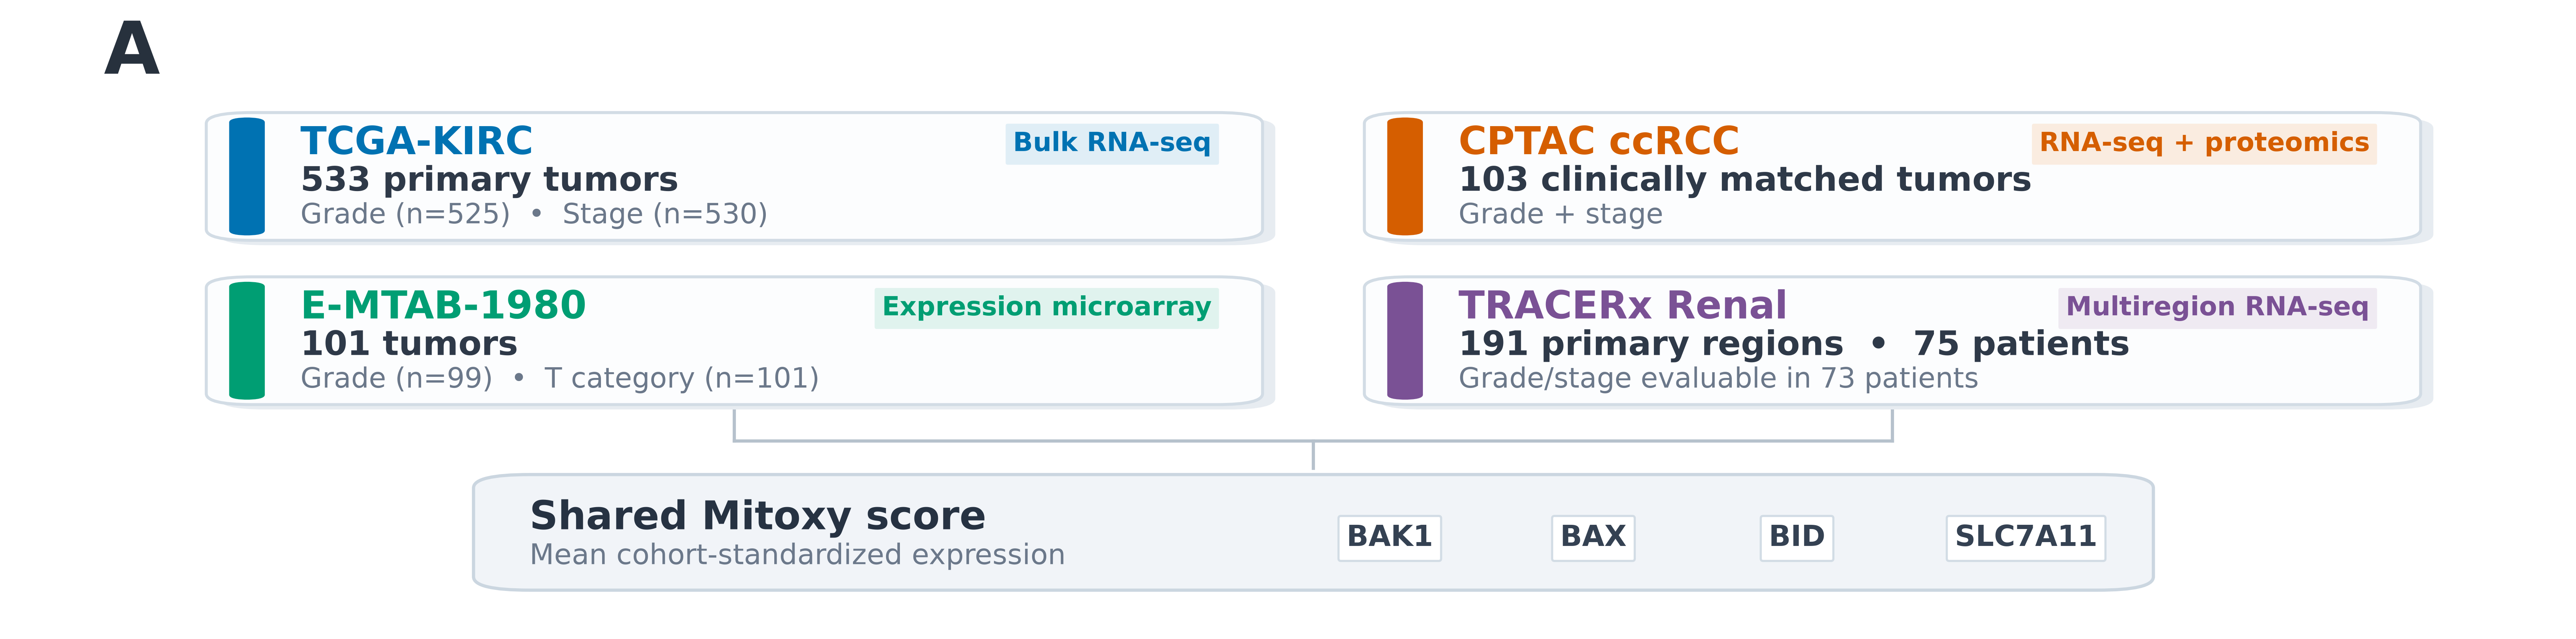 A
TCGA-KIRC
Bulk RNA-seq
533 primary tumors
Grade (n=525) • Stage (n=530)
CPTAC ccRCC
RNA-seq + proteomics
103 clinically matched tumors
Grade + stage
E-MTAB-1980
Expression microarray
101 tumors
Grade (n=99) • T category (n=101)
TRACERx Renal
Multiregion RNA-seq
191 primary regions • 75 patients
Grade/stage evaluable in 73 patients
Shared Mitoxy score
Mean cohort-standardized expression
BAK1
BAX
BID
SLC7A11